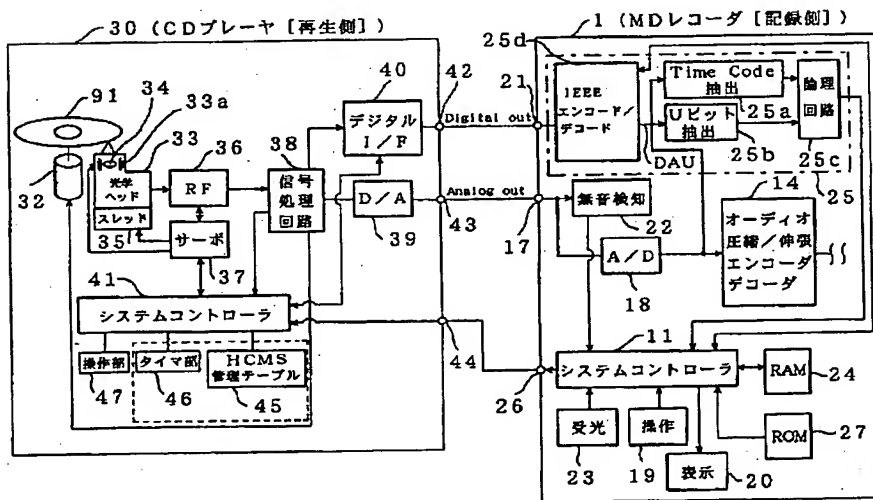 30 (CDプレーヤ[再生側])
1 (MDレコーダ[記録側])
91
34
33a
33
32
光学
ヘッド
スレッド
35
36
RF
サーボ
37
38
信号
処理
回路
40
デジタル
I/F
42
D/A
39
43
Digital out
Analog out
41
システムコントローラ
44
操作部
47
タイマ部
46
HCMS
管理テーブル
45
25d
21
IEEE
エンコード/
デコード
Time Code
抽出
25a
Uビット
抽出
25b
論理
回路
25c
DAU
25
17
無音検知
22
A/D
18
14
オーディオ
圧縮/伸張
エンコーダ
デコーダ
11
システムコントローラ
26
RAM
24
ROM
27
受光
23
操作
19
表示
20